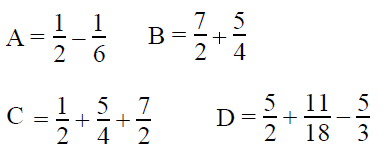 A = 1/2 − 1/6 B = 7/2 + 5/4
C = 1/2 + 5/4 + 7/2 D = 5/2 + 11/18 − 5/3